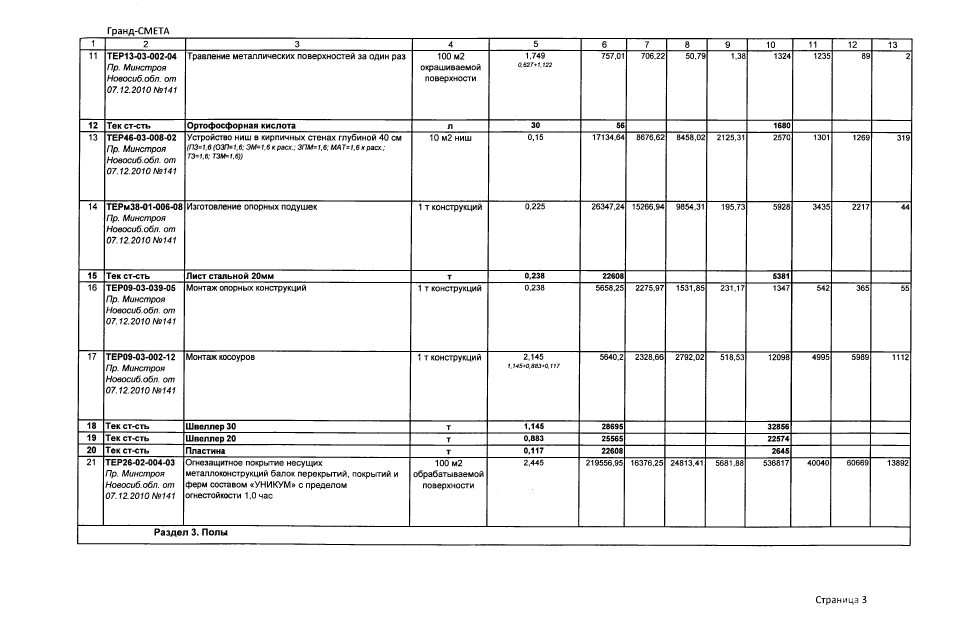 Гранд-СМЕТА
1 2 3 4 5 6 7 8 9 10 11 12 13
11 ТЕР13-03-002-04 Травление металлических поверхностей за один раз 100 м2 1,749 757,01 706,22 50,79 1,38 1324 1235 89 2
Пр. Минстроя окрашиваемой 0,627+1,122
Новосиб.обл. от поверхности
07.12.2010 №141
12 Тек ст-сть Ортофосфорная кислота л 30 56 1680
13 ТЕР46-03-008-02 Устройство ниш в кирпичных стенах глубиной 40 см 10 м2 ниш 0,15 17134,64 8676,62 8458,02 2125,31 2570 1301 1269 319
Пр. Минстроя (ПЗ=1,6 (ОЗП=1,6; ЭМ=1,6 к расх.; ЗПМ=1,6; МАТ=1,6 к расх.;
Новосиб.обл. от ТЗ=1,6; ТЗМ=1,6))
07.12.2010 №141
14 ТЕРм38-01-006-08 Изготовление опорных подушек 1 т конструкций 0,225 26347,24 15266,94 9854,31 195,73 5928 3435 2217 44
Пр. Минстроя
Новосиб.обл. от
07.12.2010 №141
15 Тек ст-сть Лист стальной 20мм т 0,238 22608 5381
16 ТЕР09-03-039-05 Монтаж опорных конструкций 1 т конструкций 0,238 5658,25 2275,97 1531,85 231,17 1347 542 365 55
Пр. Минстроя
Новосиб.обл. от
07.12.2010 №141
17 ТЕР09-03-002-12 Монтаж косоуров 1 т конструкций 2,145 5640,2 2328,66 2792,02 518,53 12098 4995 5989 1112
Пр. Минстроя 1,145+0,883+0,117
Новосиб.обл. от
07.12.2010 №141
18 Тек ст-сть Швеллер 30 т 1,145 28695 32856
19 Тек ст-сть Швеллер 20 т 0,883 25565 22574
20 Тек ст-сть Пластина т 0,117 22608 2645
21 ТЕР26-02-004-03 Огнезащитное покрытие несущих 100 м2 2,445 219556,95 16376,25 24813,41 5681,88 536817 40040 60669 13892
Пр. Минстроя металлоконструкций балок перекрытий, покрытий и обрабатываемой
Новосиб.обл. от ферм составом «УНИКУМ» с пределом поверхности
07.12.2010 №141 огнестойкости 1,0 час
Раздел 3. Полы
Страница 3